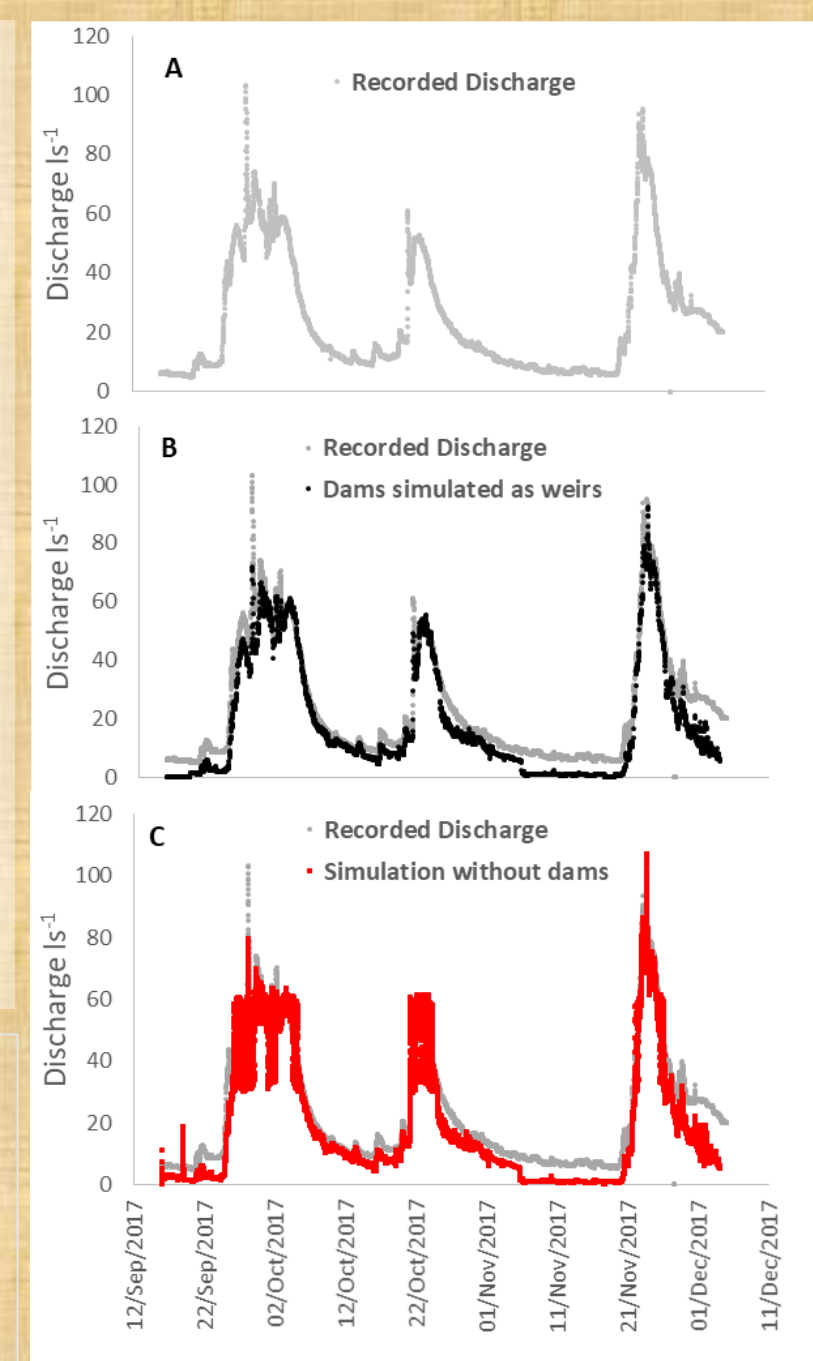 120
100
80
60
40
20
0
Discharge ls⁻¹
A
Recorded Discharge
120
100
80
60
40
20
0
Discharge ls⁻¹
B
Recorded Discharge
Dams simulated as weirs
120
100
80
60
40
20
0
Discharge ls⁻¹
C
Recorded Discharge
Simulation without dams
12/Sep/2017
22/Sep/2017
02/Oct/2017
12/Oct/2017
22/Oct/2017
01/Nov/2017
11/Nov/2017
21/Nov/2017
01/Dec/2017
11/Dec/2017